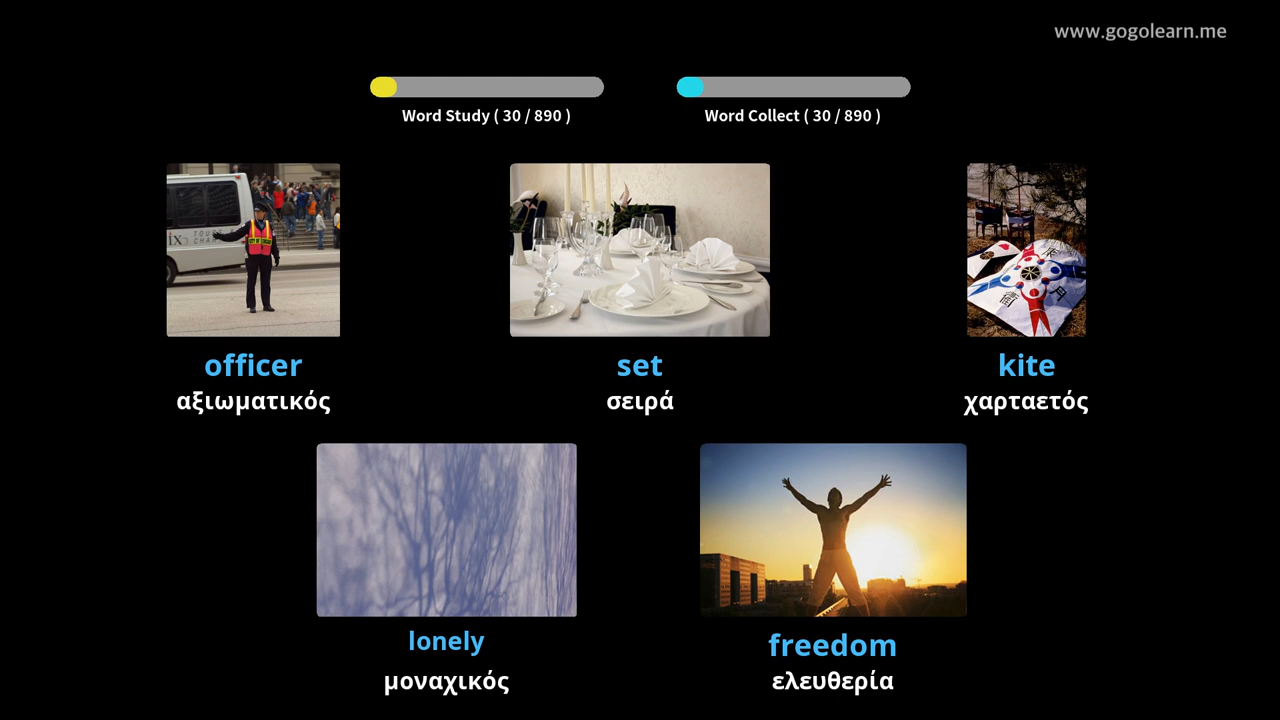 www.gogolearn.me
Word Study ( 30 / 890 )
Word Collect ( 30 / 890 )
officer
αξιωματικός
set
σειρά
kite
χαρταετός
lonely
μοναχικός
freedom
ελευθερία